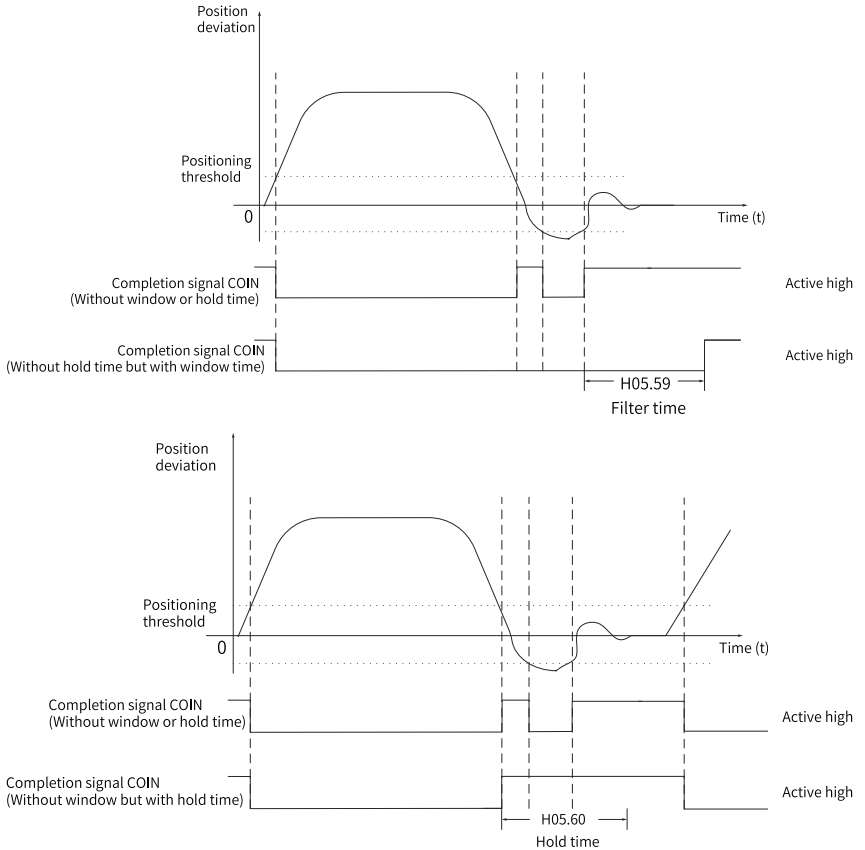 Position
deviation
Positioning
threshold
0
Time (t)
Completion signal COIN
(Without window or hold time)
Active high
Completion signal COIN
(Without hold time but with window time)
Active high
H05.59
Filter time
Position
deviation
Positioning
threshold
0
Time (t)
Completion signal COIN
(Without window or hold time)
Active high
Completion signal COIN
(Without window but with hold time)
Active high
H05.60
Hold time